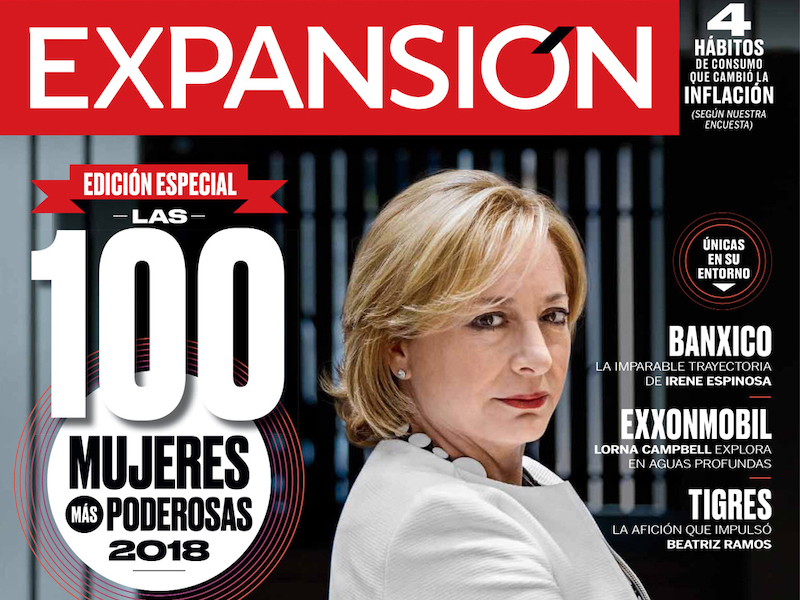 EXPANSIÓN
4
HÁBITOS
DE CONSUMO
QUE CAMBIÓ LA
INFLACIÓN
(SEGÚN NUESTRA
ENCUESTA)
EDICIÓN ESPECIAL
LAS
100
MUJERES
MÁS PODEROSAS
2018
ÚNICAS
EN SU
ENTORNO
BANXICO
LA IMPARABLE TRAYECTORIA
DE IRENE ESPINOSA
EXXONMOBIL
LORNA CAMPBELL EXPLORA
EN AGUAS PROFUNDAS
TIGRES
LA AFICIÓN QUE IMPULSÓ
BEATRIZ RAMOS